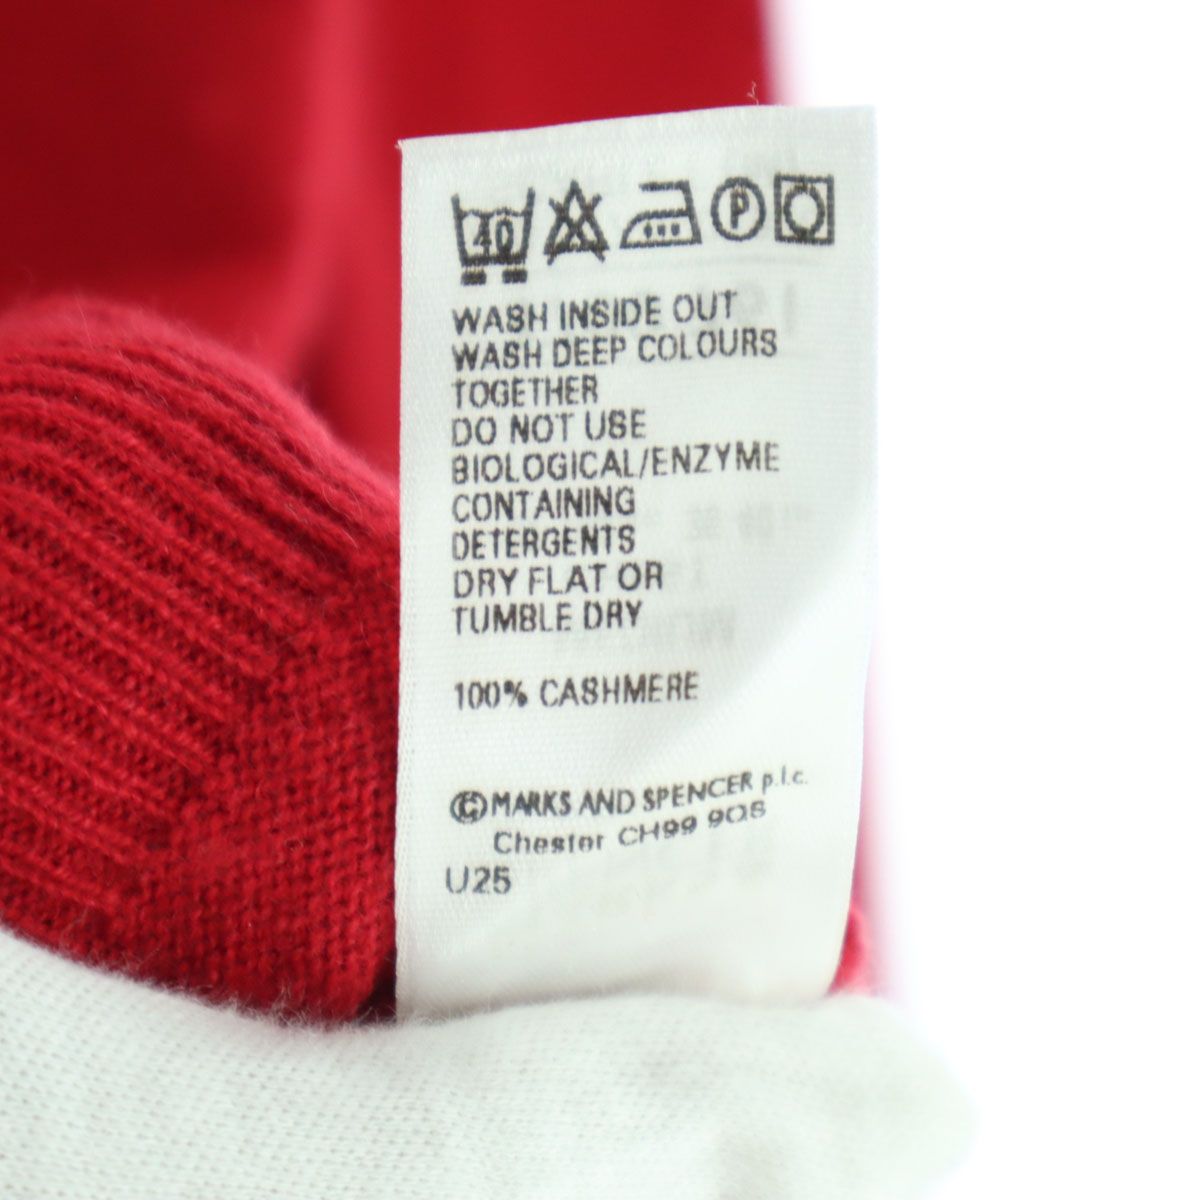 40 P
WASH INSIDE OUT
WASH DEEP COLOURS
TOGETHER
DO NOT USE
BIOLOGICAL/ENZYME
CONTAINING
DETERGENTS
DRY FLAT OR
TUMBLE DRY
100% CASHMERE
© MARKS AND SPENCER p.l.c.
Chester CH99 9QS
U25